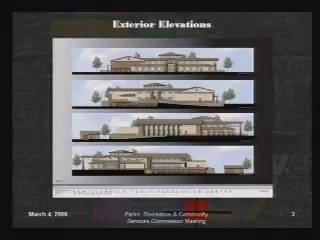 Exterior Elevations
March 4, 2009
Parks, Recreation & Community
Services Commission Meeting
3